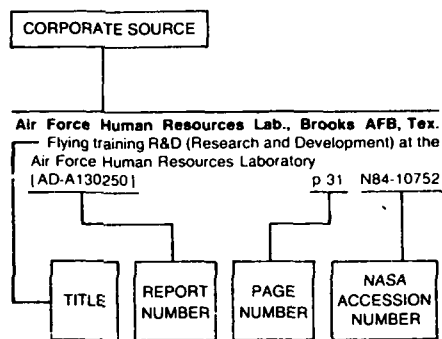 CORPORATE SOURCE
Air Force Human Resources Lab., Brooks AFB, Tex.
Flying training R&D (Research and Development) at the
Air Force Human Resources Laboratory
[AD-A130250] p 31 N84-10752
TITLE
REPORT NUMBER
PAGE NUMBER
NASA ACCESSION NUMBER